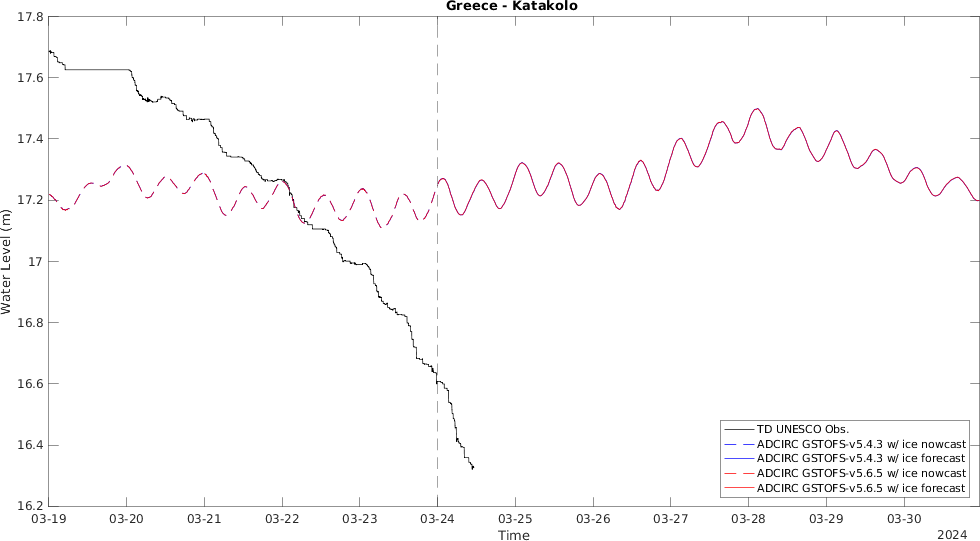 Greece - Katakolo
17.8
17.6
17.4
17.2
17
16.8
16.6
16.4
16.2
Water Level (m)
03-19 03-20 03-21 03-22 03-23 03-24 03-25 03-26 03-27 03-28 03-29 03-30
Time
2024
TD UNESCO Obs.
ADCIRC GSTOFS-v5.4.3 w/ ice nowcast
ADCIRC GSTOFS-v5.4.3 w/ ice forecast
ADCIRC GSTOFS-v5.6.5 w/ ice nowcast
ADCIRC GSTOFS-v5.6.5 w/ ice forecast